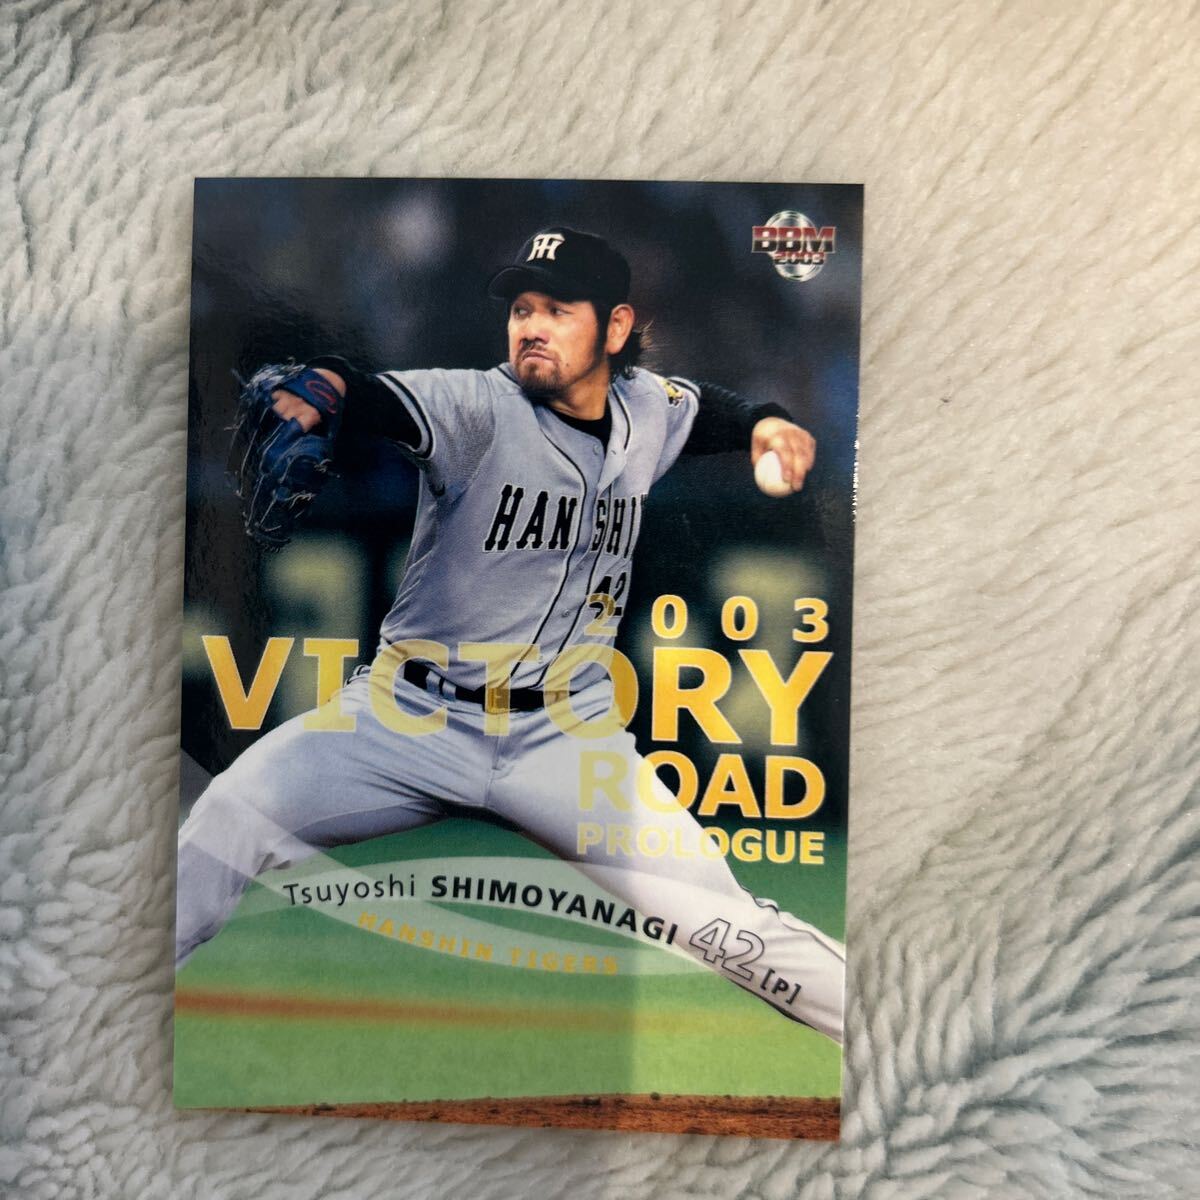 BBM
2003
HANSHIN
42
2003
VICTORY
ROAD
PROLOGUE
Tsuyoshi SHIMOYANAGI 42 [P]
HANSHIN TIGERS